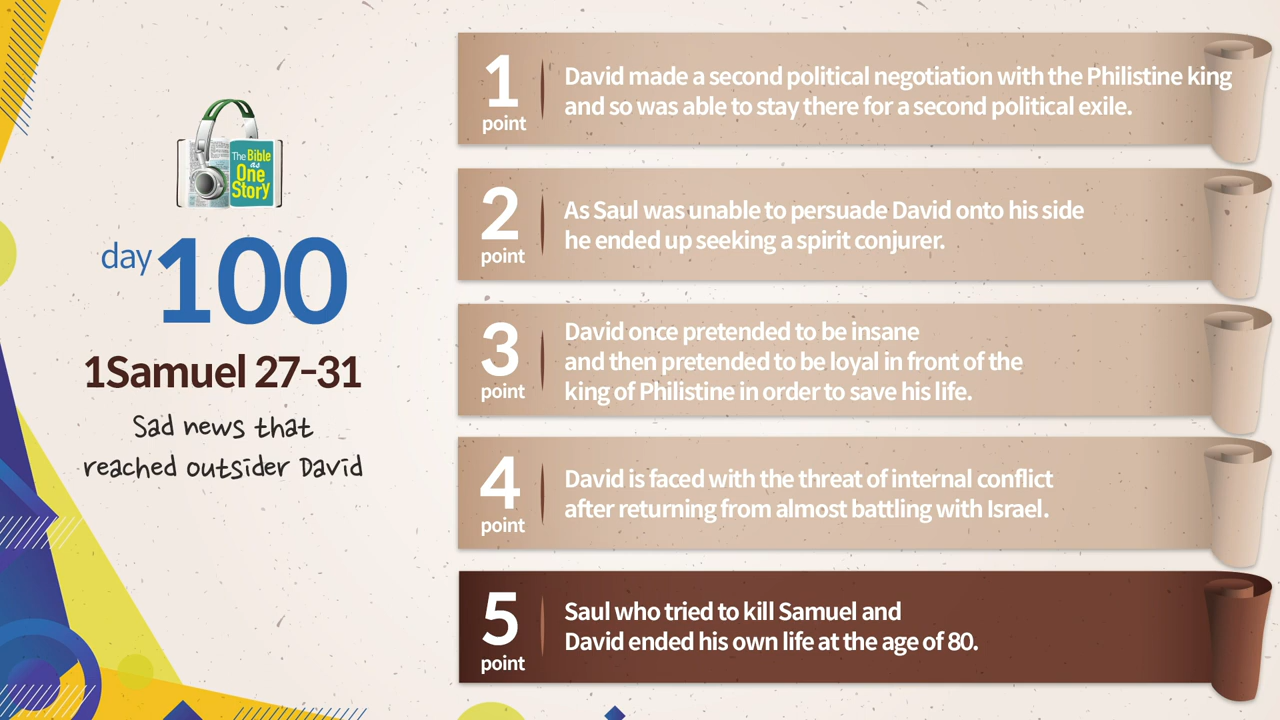 The Bible
as
One
Story
day 100
1Samuel 27-31
Sad news that
reached outsider David
1
point
David made a second political negotiation with the Philistine king
and so was able to stay there for a second political exile.
2
point
As Saul was unable to persuade David onto his side
he ended up seeking a spirit conjurer.
3
point
David once pretended to be insane
and then pretended to be loyal in front of the
king of Philistine in order to save his life.
4
point
David is faced with the threat of internal conflict
after returning from almost battling with Israel.
5
point
Saul who tried to kill Samuel and
David ended his own life at the age of 80.